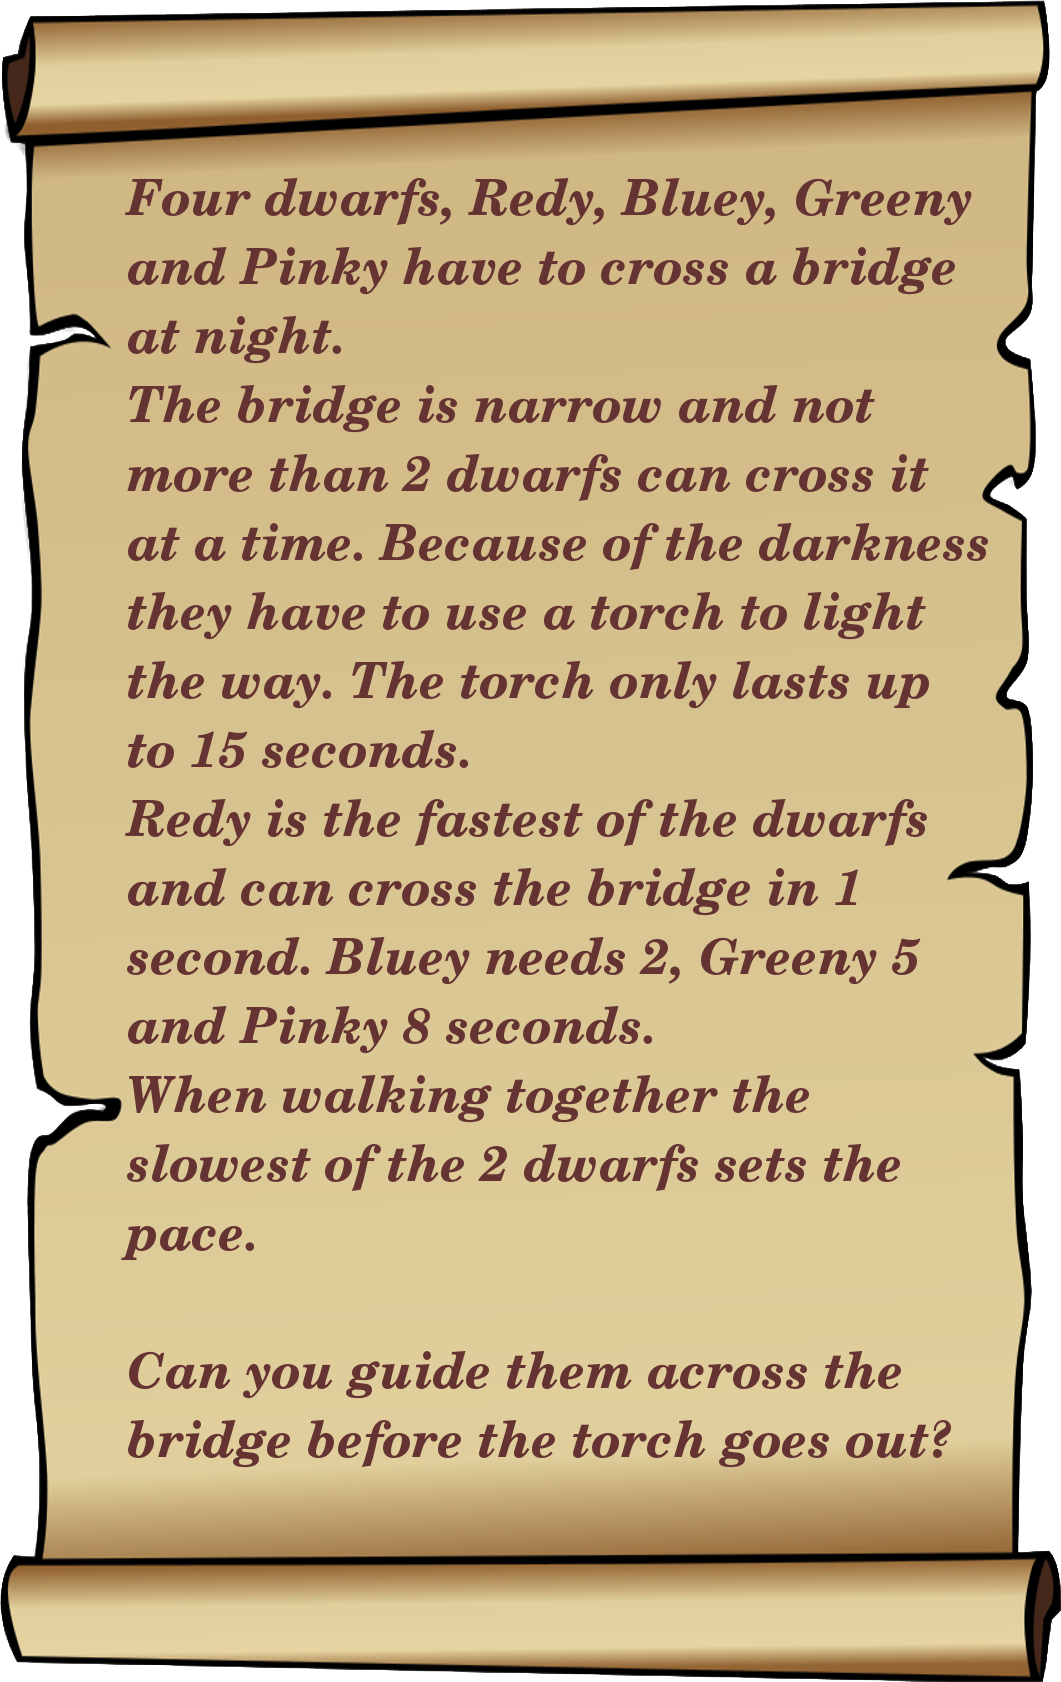 Four dwarfs, Redy, Bluey, Greeny
and Pinky have to cross a bridge
at night.
The bridge is narrow and not
more than 2 dwarfs can cross it
at a time. Because of the darkness
they have to use a torch to light
the way. The torch only lasts up
to 15 seconds.
Redy is the fastest of the dwarfs
and can cross the bridge in 1
second. Bluey needs 2, Greeny 5
and Pinky 8 seconds.
When walking together the
slowest of the 2 dwarfs sets the
pace.
Can you guide them across the
bridge before the torch goes out?